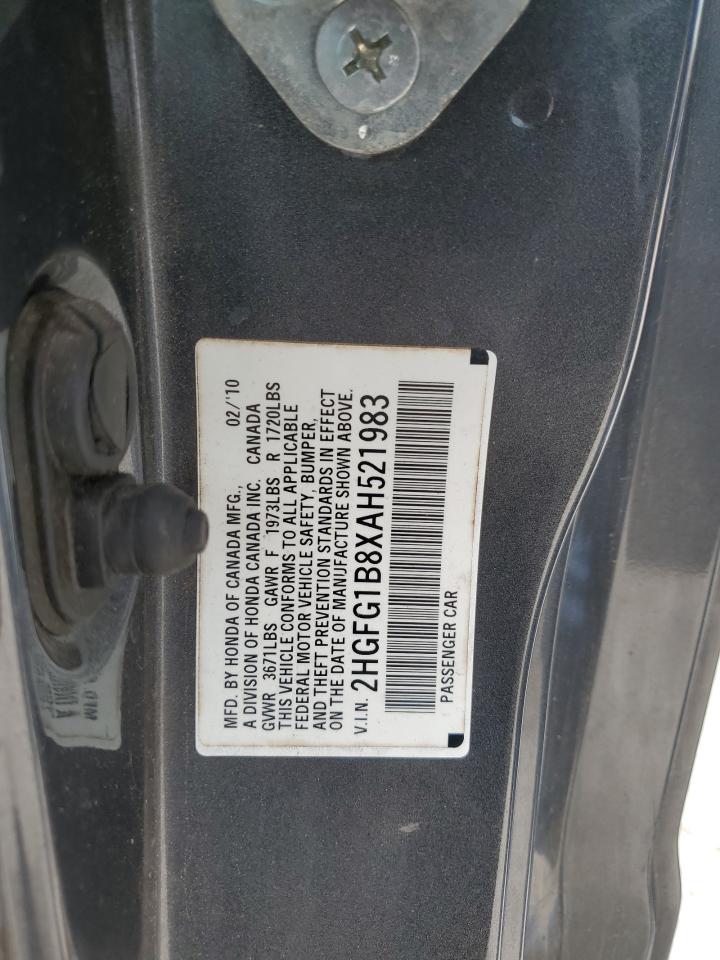 MFD. BY HONDA OF CANADA MFG., 02/'10
A DIVISION OF HONDA CANADA INC. CANADA
GVWR 3671LBS GAWR F 1973LBS R 1720LBS
THIS VEHICLE CONFORMS TO ALL APPLICABLE
FEDERAL MOTOR VEHICLE SAFETY, BUMPER,
AND THEFT PREVENTION STANDARDS IN EFFECT
ON THE DATE OF MANUFACTURE SHOWN ABOVE.
V.I.N. 2HGFG1B8XAH521983
PASSENGER CAR